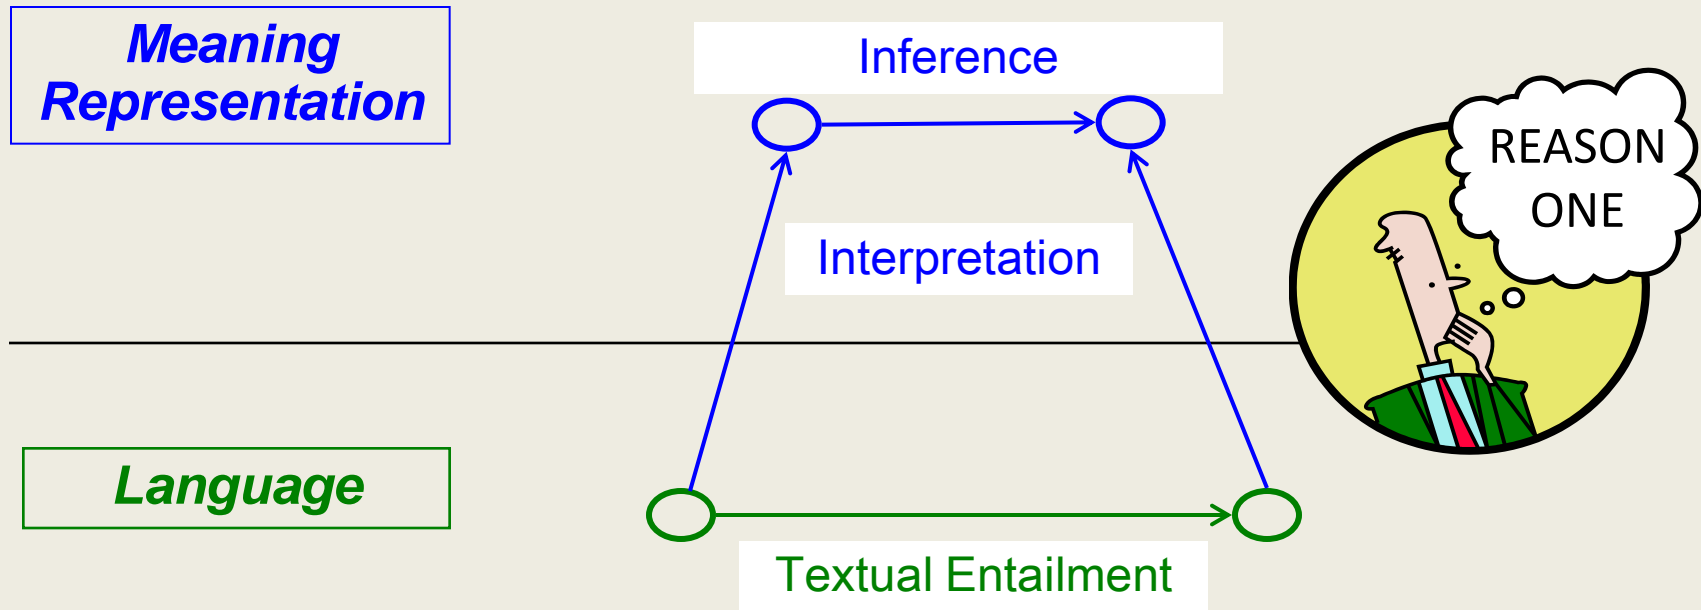 Meaning
Representation
Inference
REASON
ONE
Interpretation
Language
Textual Entailment